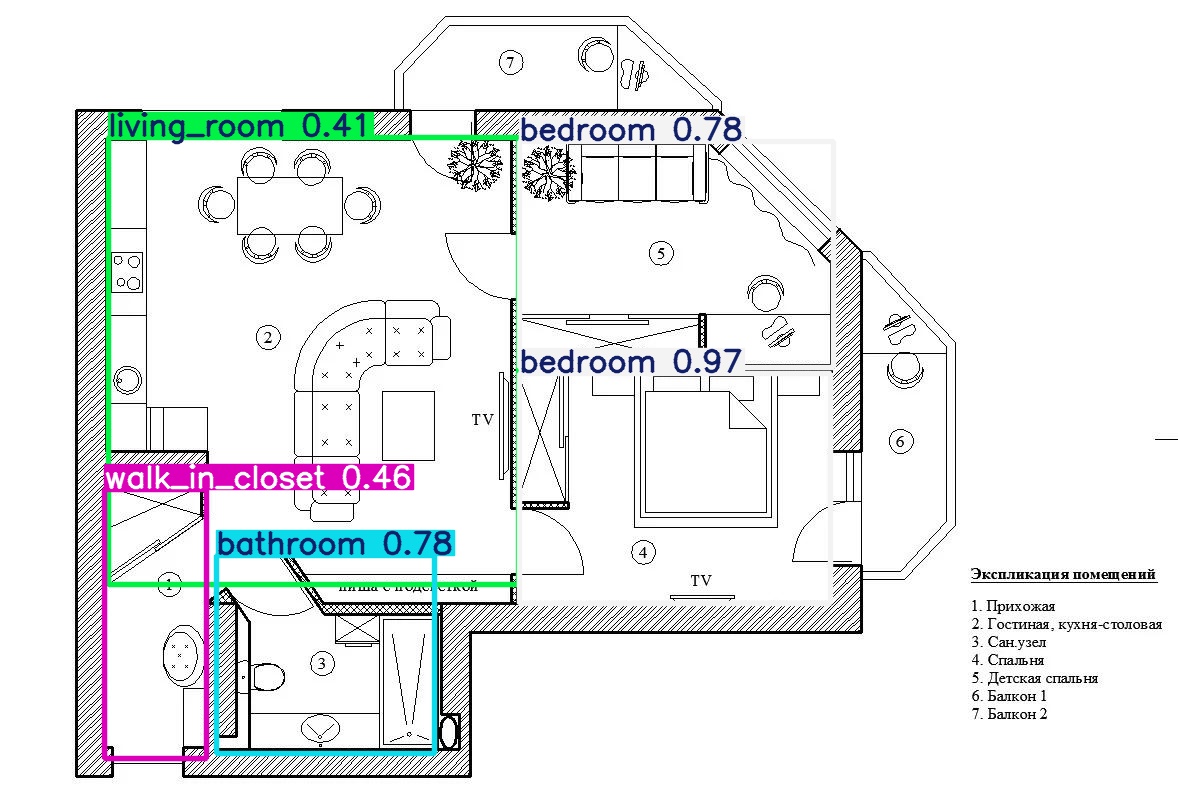 7
living_room 0.41
bedroom 0.78
5
2
bedroom 0.97
TV
6
walk_in_closet 0.46
bathroom 0.78
4
1
TV
ниша с подсветкой
3
Экспликация помещений
1. Прихожая
2. Гостиная, кухня-столовая
3. Сан.узел
4. Спальня
5. Детская спальня
6. Балкон 1
7. Балкон 2